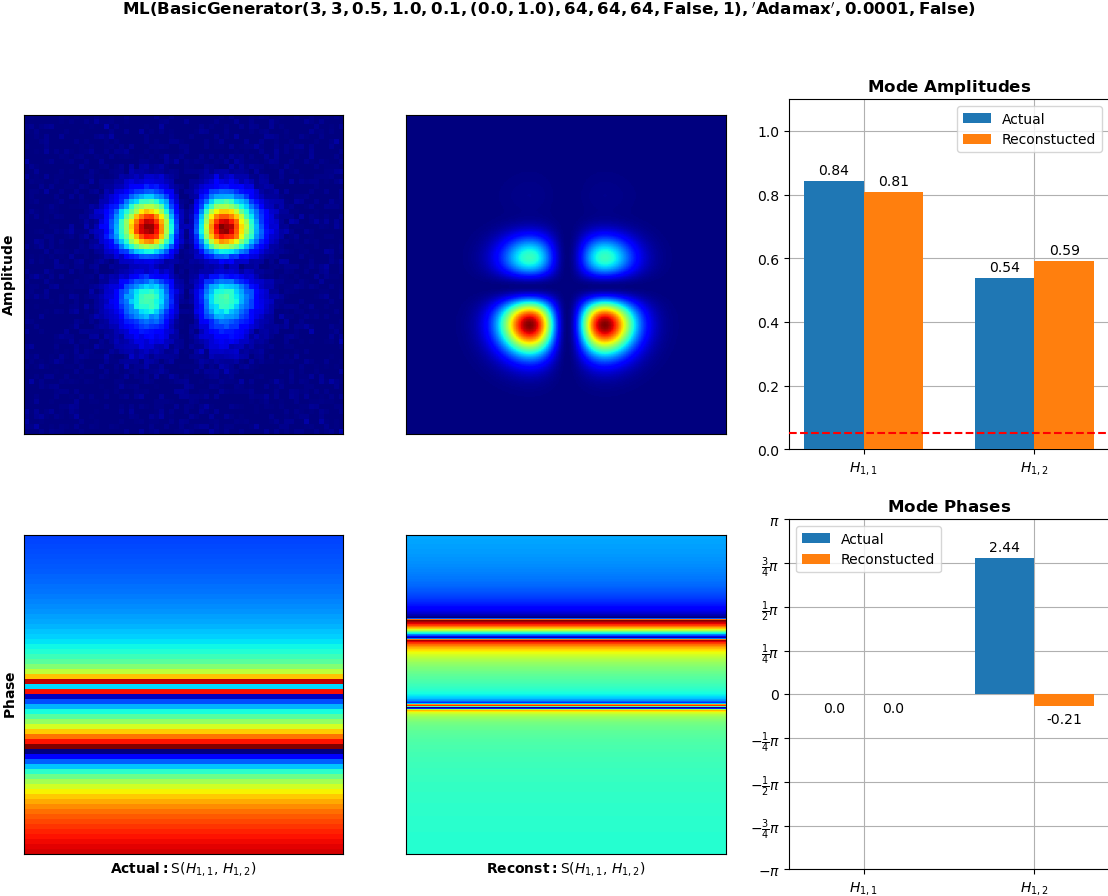 ML(BasicGenerator(3, 3, 0.5, 1.0, 0.1, (0.0, 1.0), 64, 64, 64, False, 1), ′Adamax′, 0.0001, False)
Amplitude
Mode Amplitudes
Actual
Reconstucted
1.0
0.8
0.6
0.4
0.2
0.0
0.84
0.81
0.54
0.59
H1, 1
H1, 2
Phase
Actual: S(H1, 1, H1, 2)
Reconst: S(H1, 1, H1, 2)
Mode Phases
Actual
Reconstucted
π
3/4π
1/2π
1/4π
0
−1/4π
−1/2π
−3/4π
−π
0.0
0.0
2.44
-0.21
H1, 1
H1, 2